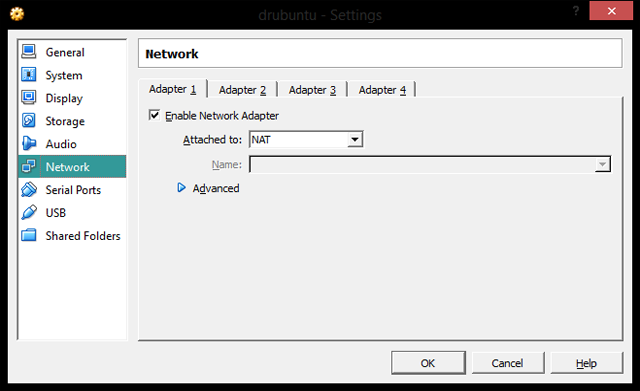 drubuntu - Settings
?
General
System
Display
Storage
Audio
Network
Serial Ports
USB
Shared Folders
Network
Adapter 1
Adapter 2
Adapter 3
Adapter 4
Enable Network Adapter
Attached to: NAT
Name:
Advanced
OK
Cancel
Help